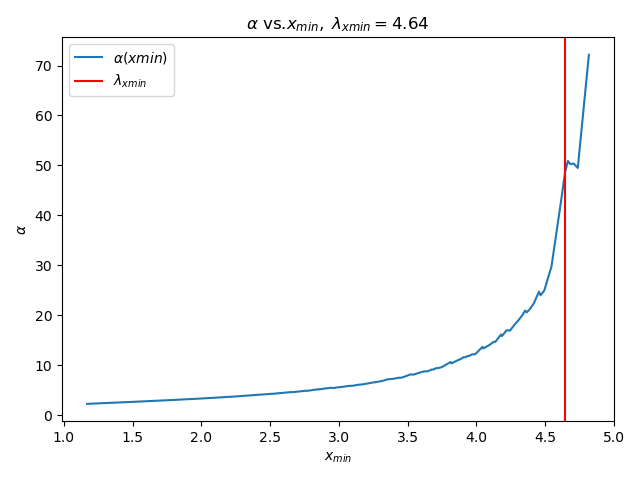 α vs.x_min, λ_xmin = 4.64
α(xmin)
λ_xmin
α
70
60
50
40
30
20
10
0
1.0 1.5 2.0 2.5 3.0 3.5 4.0 4.5 5.0
x_min